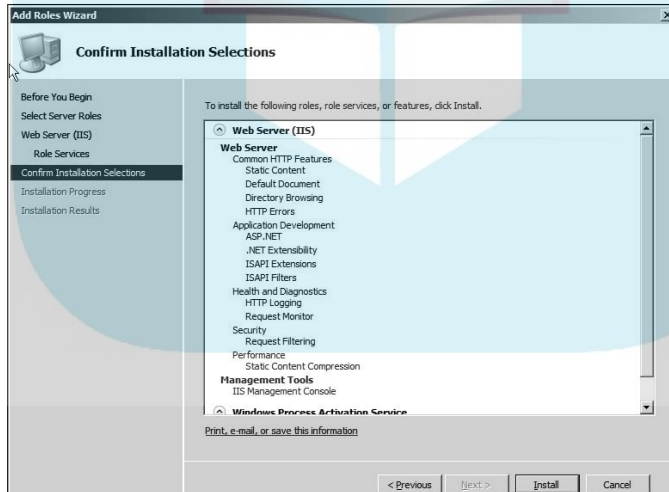 Add Roles Wizard
Confirm Installation Selections
Before You Begin
Select Server Roles
Web Server (IIS)
Role Services
Confirm Installation Selections
Installation Progress
Installation Results
To install the following roles, role services, or features, click Install.
Web Server (IIS)
Web Server
Common HTTP Features
Static Content
Default Document
Directory Browsing
HTTP Errors
Application Development
ASP.NET
.NET Extensibility
ISAPI Extensions
ISAPI Filters
Health and Diagnostics
HTTP Logging
Request Monitor
Security
Request Filtering
Performance
Static Content Compression
Management Tools
IIS Management Console
Windows Process Activation Service
Print, e-mail, or save this information
< Previous Next > Install Cancel